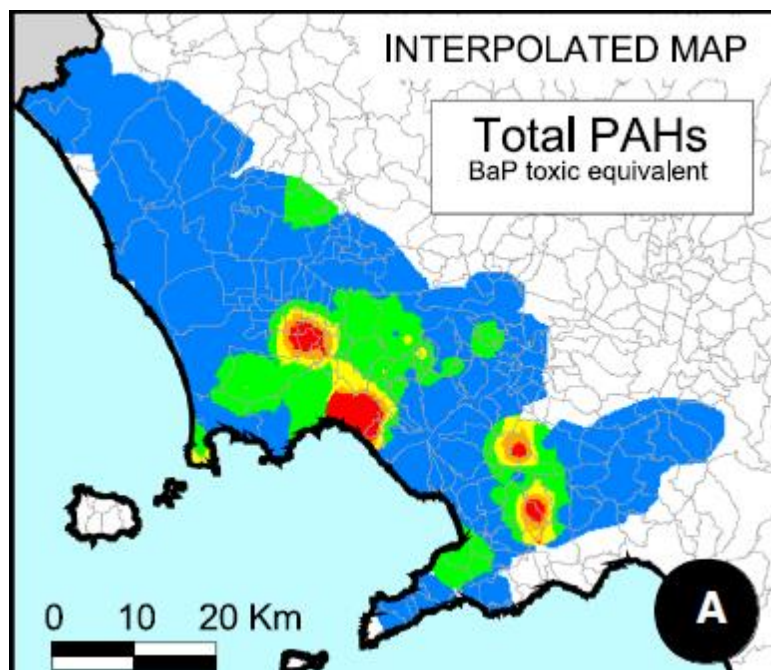 INTERPOLATED MAP
Total PAHs
BaP toxic equivalent
0 10 20 Km
A